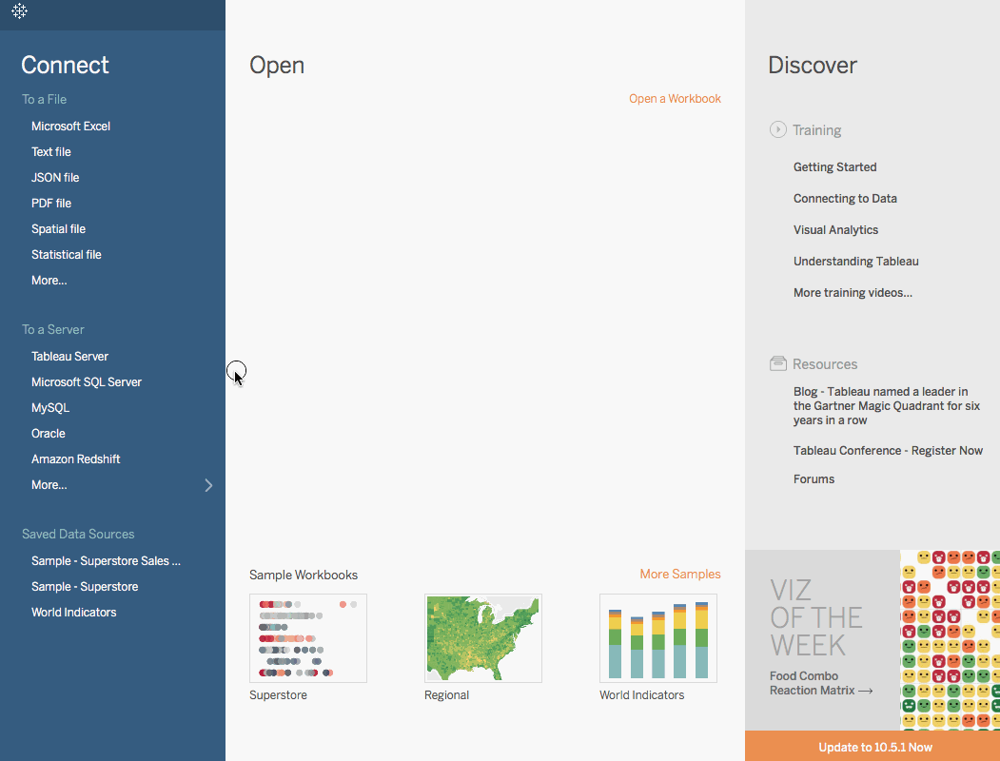 Connect
To a File
Microsoft Excel
Text file
JSON file
PDF file
Spatial file
Statistical file
More...
To a Server
Tableau Server
Microsoft SQL Server
MySQL
Oracle
Amazon Redshift
More...
Saved Data Sources
Sample - Superstore Sales ...
Sample - Superstore
World Indicators
Open
Open a Workbook
Sample Workbooks
More Samples
Superstore
Regional
World Indicators
Discover
Training
Getting Started
Connecting to Data
Visual Analytics
Understanding Tableau
More training videos...
Resources
Blog - Tableau named a leader in
the Gartner Magic Quadrant for six
years in a row
Tableau Conference - Register Now
Forums
VIZ
OF THE
WEEK
Food Combo
Reaction Matrix →
Update to 10.5.1 Now